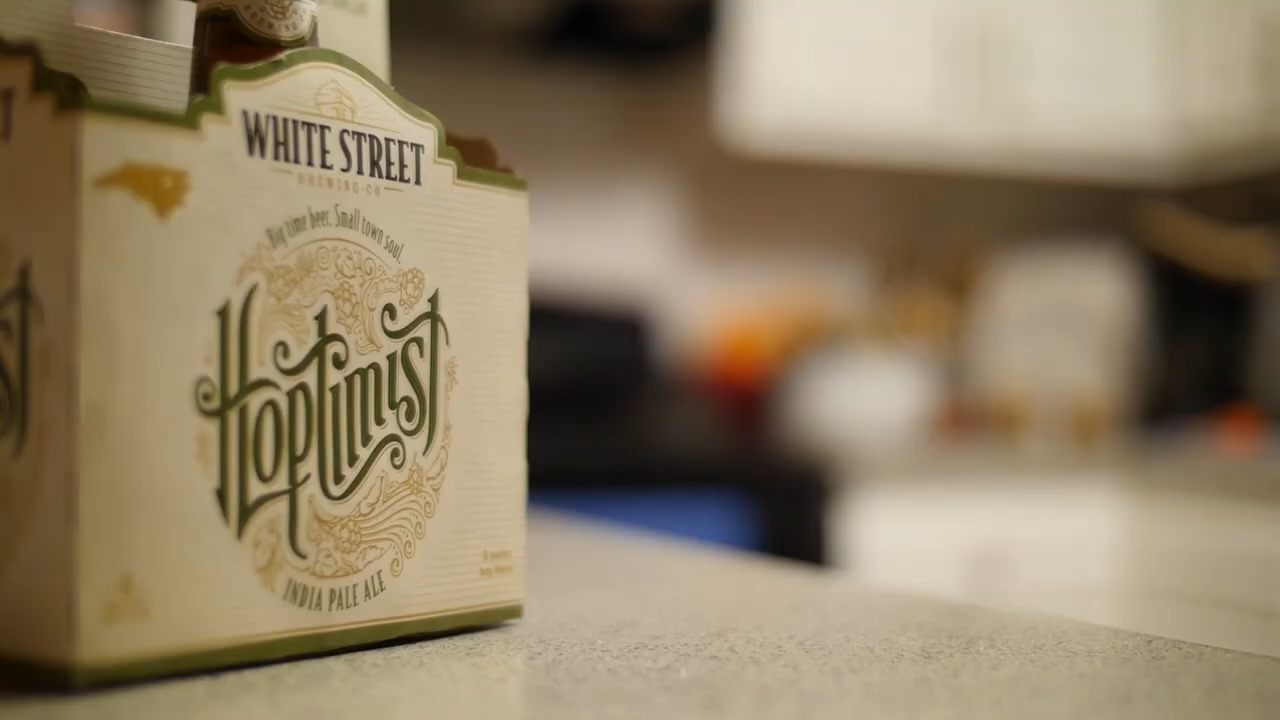 WHITE STREET
BREWING CO
Big time beer. Small town soul.
Hoptimist
INDIA PALE ALE